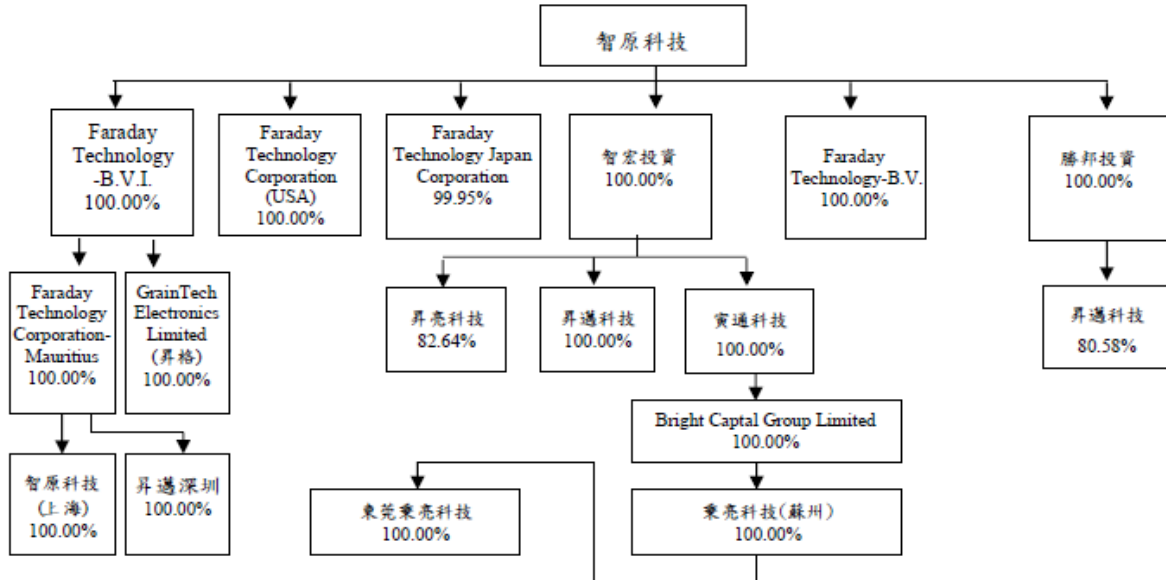 智原科技
Faraday
Technology
-B.V.I.
100.00%
Faraday
Technology
Corporation
(USA)
100.00%
Faraday
Technology Japan
Corporation
99.95%
智宏投資
100.00%
Faraday
Technology-B.V.
100.00%
勝邦投資
100.00%
Faraday
Technology
Corporation-
Mauritius
100.00%
GrainTech
Electronics
Limited
(昇格)
100.00%
昇亮科技
82.64%
昇邁科技
100.00%
寅通科技
100.00%
昇邁科技
80.58%
Bright Captal Group Limited
100.00%
智原科技
(上海)
100.00%
昇邁深圳
100.00%
東莞秉亮科技
100.00%
秉亮科技(蘇州)
100.00%